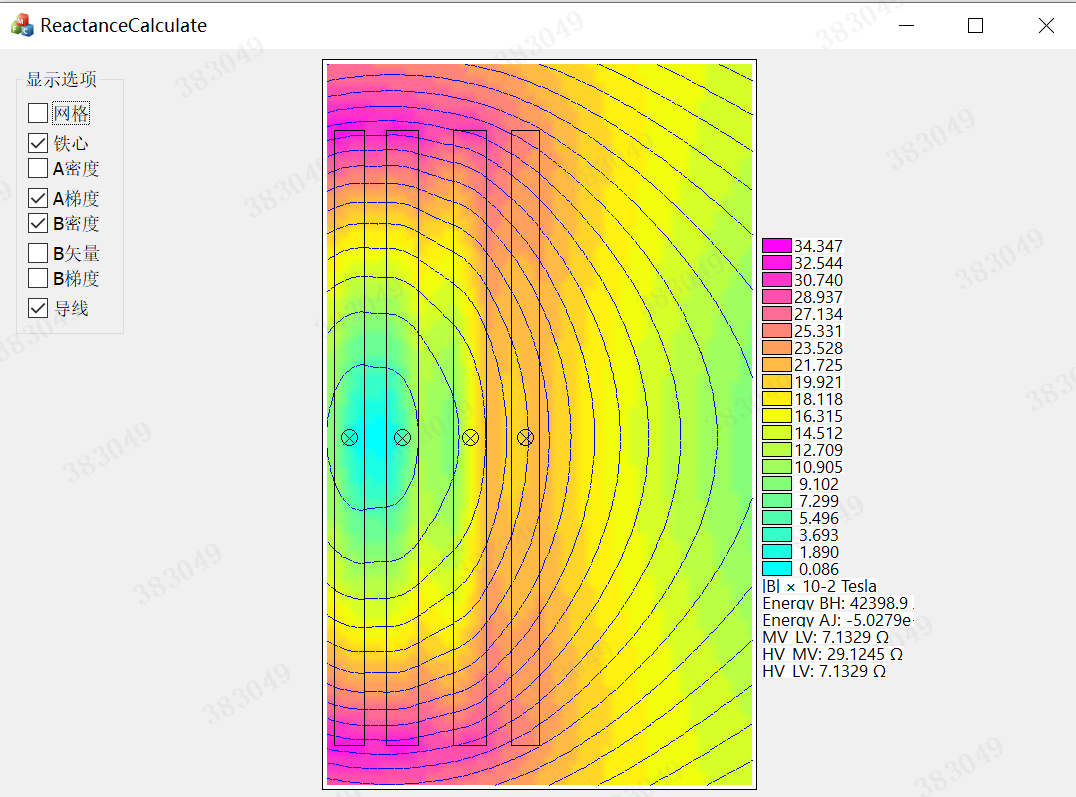 ReactanceCalculate
显示选项
网格
铁心
A密度
A梯度
B密度
B矢量
B梯度
导线
34.347
32.544
30.740
28.937
27.134
25.331
23.528
21.725
19.921
18.118
16.315
14.512
12.709
10.905
9.102
7.299
5.496
3.693
1.890
0.086
|B| × 10-2 Tesla
Energy BH: 42398.9
Energy AJ: -5.0279e-
MV LV: 7.1329 Ω
HV MV: 29.1245 Ω
HV LV: 7.1329 Ω
383049